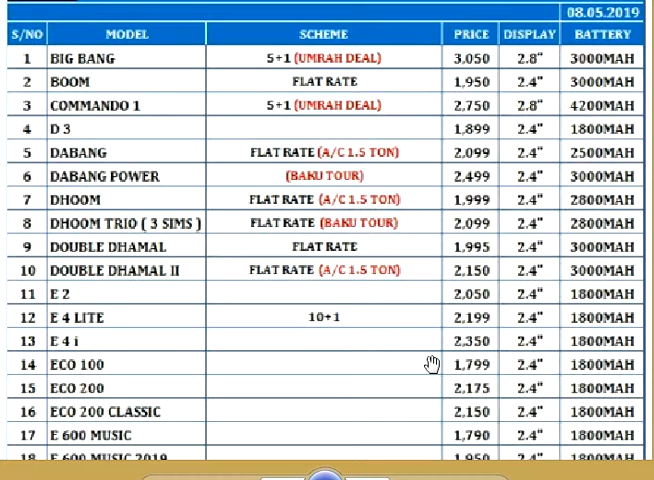 08.05.2019
S/NO MODEL SCHEME PRICE DISPLAY BATTERY
1 BIG BANG 5+1 (UMRAH DEAL) 3,050 2.8" 3000MAH
2 BOOM FLAT RATE 1,950 2.4" 3000MAH
3 COMMANDO 1 5+1 (UMRAH DEAL) 2,750 2.8" 4200MAH
4 D 3 1,899 2.4" 1800MAH
5 DABANG FLAT RATE (A/C 1.5 TON) 2,099 2.4" 2500MAH
6 DABANG POWER (BAKU TOUR) 2,499 2.4" 3000MAH
7 DHOOM FLAT RATE (A/C 1.5 TON) 1,999 2.4" 2800MAH
8 DHOOM TRIO ( 3 SIMS ) FLAT RATE (BAKU TOUR) 2,099 2.4" 2800MAH
9 DOUBLE DHAMAL FLAT RATE 1,995 2.4" 3000MAH
10 DOUBLE DHAMAL II FLAT RATE (A/C 1.5 TON) 2,150 2.4" 3000MAH
11 E 2 2,050 2.4" 1800MAH
12 E 4 LITE 10+1 2,199 2.4" 1800MAH
13 E 4 i 2,350 2.4" 1800MAH
14 ECO 100 1,799 2.4" 1800MAH
15 ECO 200 2,175 2.4" 1800MAH
16 ECO 200 CLASSIC 2,150 2.4" 1800MAH
17 E 600 MUSIC 1,790 2.4" 1800MAH
18 E 600 MUSIC 2019 1,950 2.4" 1800MAH